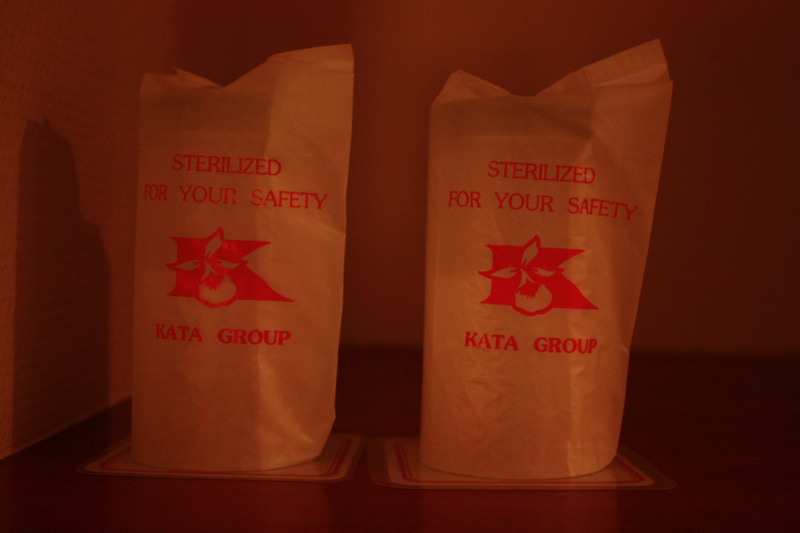 STERILIZED
FOR YOUR SAFETY
KATA GROUP
STERILIZED
FOR YOUR SAFETY
KATA GROUP